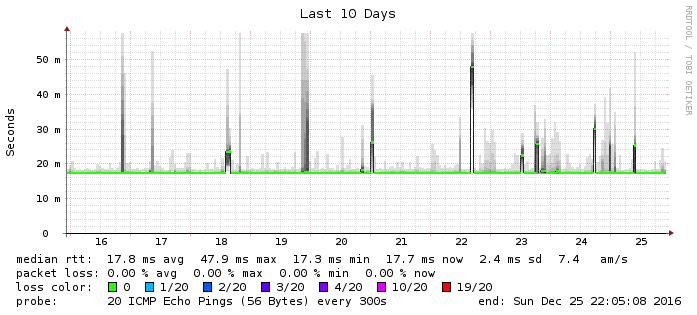 Last 10 Days
RRDTOOL / TOBI OETIKER
Seconds
50 m
40 m
30 m
20 m
10 m
0
16 17 18 19 20 21 22 23 24 25
median rtt: 17.8 ms avg 47.9 ms max 17.3 ms min 17.7 ms now 2.4 ms sd 7.4 am/s
packet loss: 0.00 % avg 0.00 % max 0.00 % min 0.00 % now
loss color: 0 1/20 2/20 3/20 4/20 10/20 19/20
probe: 20 ICMP Echo Pings (56 Bytes) every 300s end: Sun Dec 25 22:05:08 2016